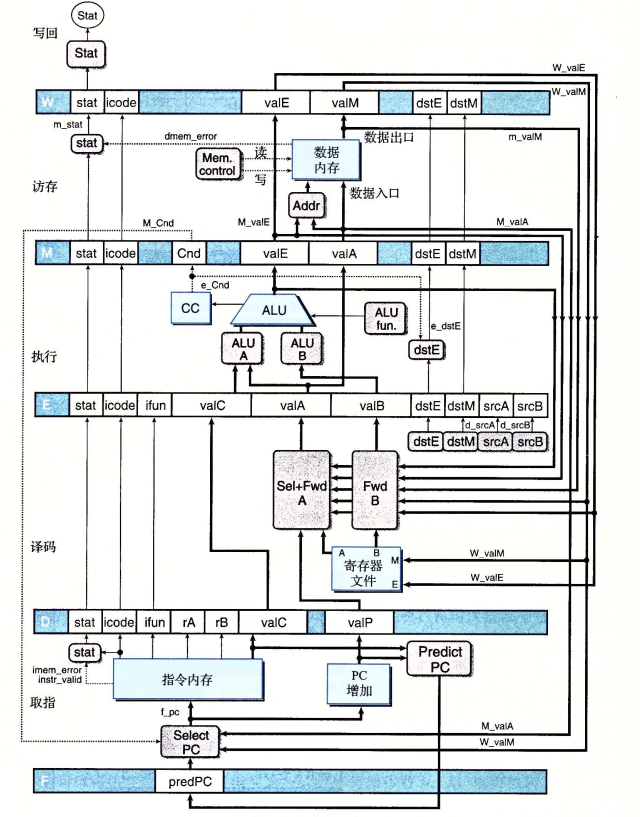 Stat
写回
Stat
W_valE
W stat icode valE valM dstE dstM
W_valM
m_stat
dmem_error
数据出口
m_valM
stat
Mem.
control
读
写
数据
内存
访存
Addr
数据入口
M_Cnd
M_valE
M_valA
M stat icode Cnd valE valA dstE dstM
e_Cnd
CC
ALU
ALU
fun.
e_dstE
ALU
A
ALU
B
dstE
执行
E stat icode ifun valC valA valB dstE dstM srcA srcB
d_srcA d_srcB
dstE dstM srcA srcB
Sel+Fwd
A
Fwd
B
译码
A B
M
E
寄存器
文件
W_valM
W_valE
D stat icode ifun rA rB valC valP
stat
imem_error
instr_valid
指令内存
PC
增加
Predict
PC
取指
f_pc
Select
PC
M_valA
W_valM
F predPC